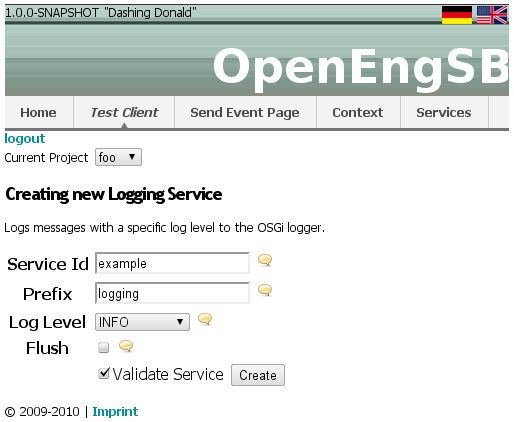 1.0.0-SNAPSHOT "Dashing Donald"
OpenEngSB
Home Test Client Send Event Page Context Services
logout
Current Project foo
Creating new Logging Service
Logs messages with a specific log level to the OSGi logger.
Service Id example
Prefix logging
Log Level INFO
Flush
Validate Service Create
© 2009-2010 | Imprint